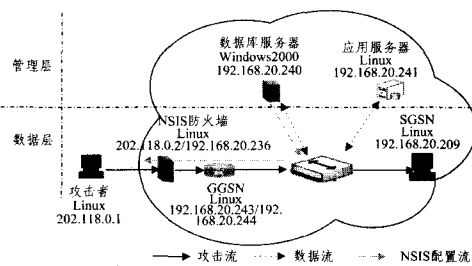 管理层
数据库服务器
Windows2000
192.168.20.240
应用服务器
Linux
192.168.20.241
数据层
NSIS防火墙
Linux
202.118.0.2/192.168.20.236
SGSN
Linux
192.168.20.209
攻击者
Linux
202.118.0.1
GGSN
Linux
192.168.20.243/192.
168.20.244
攻击流
数据流
NSIS配置流